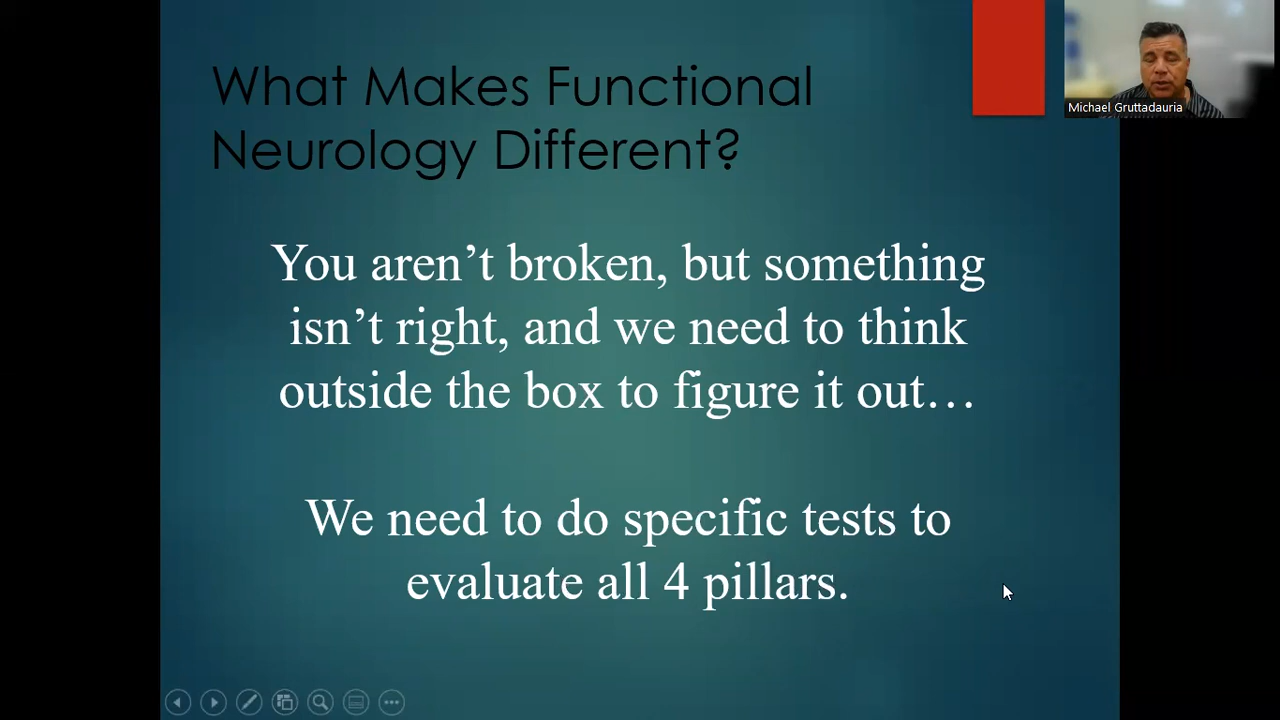 What Makes Functional
Neurology Different?
Michael Gruttadauria
You aren’t broken, but something
isn’t right, and we need to think
outside the box to figure it out…
We need to do specific tests to
evaluate all 4 pillars.